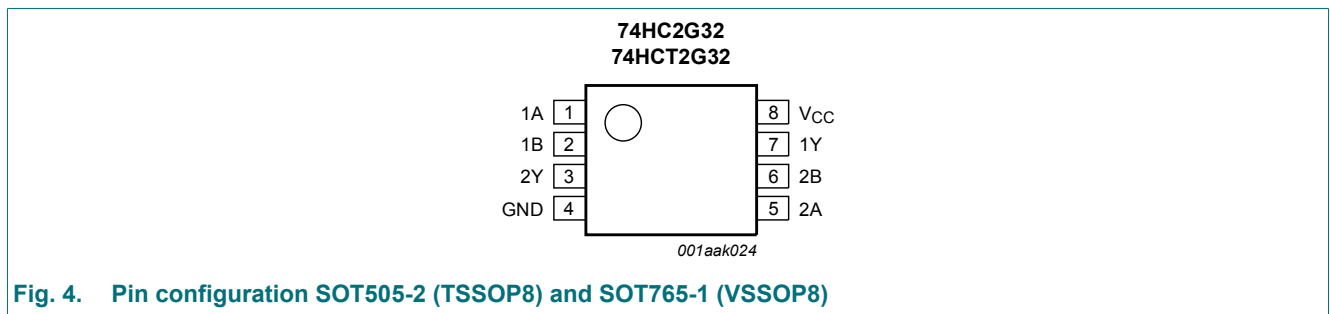 74HC2G32
74HCT2G32
1A 1 8 VCC
1B 2 7 1Y
2Y 3 6 2B
GND 4 5 2A
001aak024
Fig. 4. Pin configuration SOT505-2 (TSSOP8) and SOT765-1 (VSSOP8)